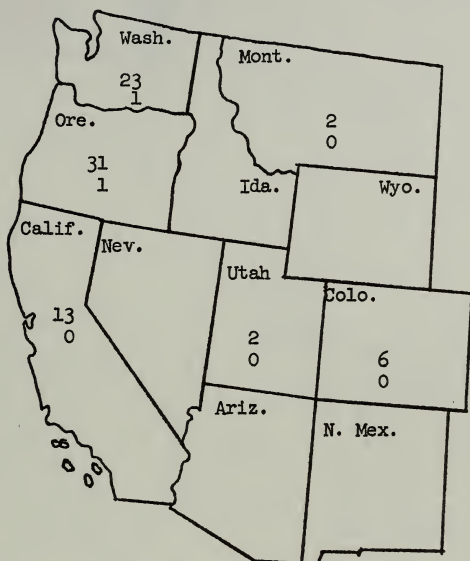 Wash.
23
1
Mont.
2
0
Ore.
31
1
Ida.
Wyo.
Calif.
13
0
Nev.
Utah
2
0
Colo.
6
0
Ariz.
N. Mex.